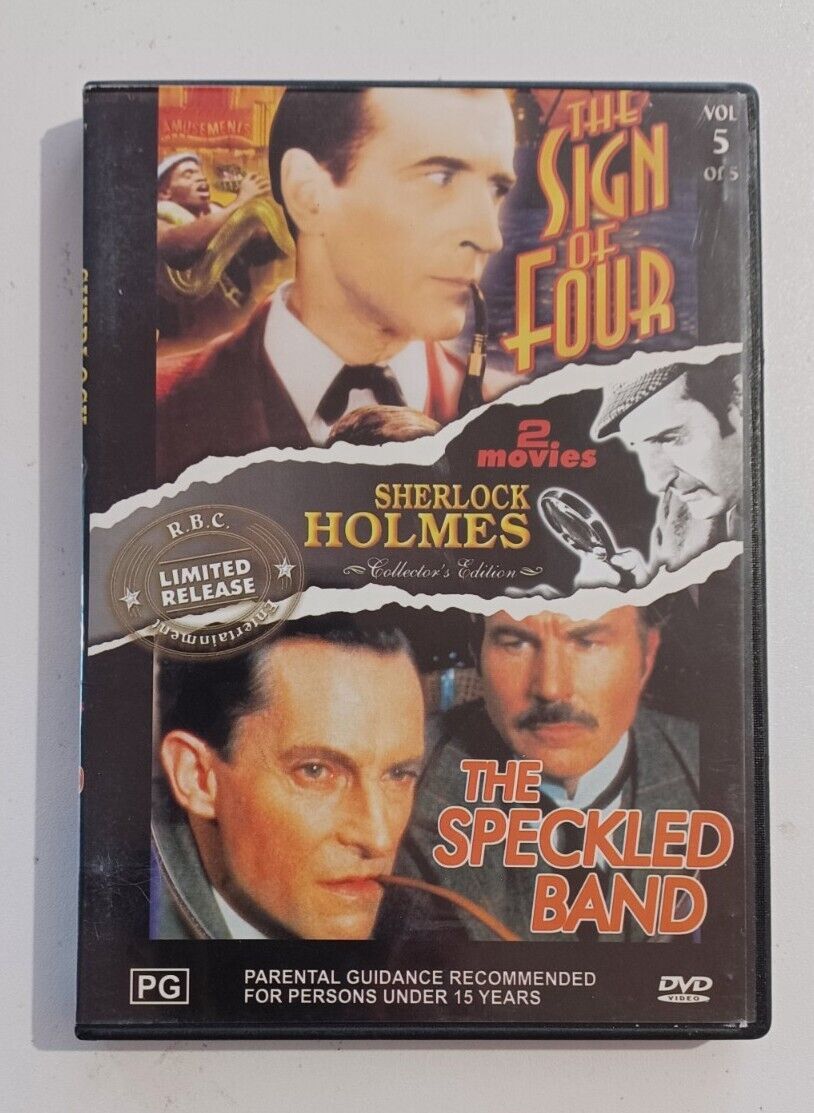 AMUSEMENTS
THE
SIGN
OF
FOUR
VOL
5
of 5
2
movies
SHERLOCK
HOLMES
Collector's Edition
R.B.C.
LIMITED
RELEASE
Entertainment
THE
SPECKLED
BAND
SHERLOCK
PG
PARENTAL GUIDANCE RECOMMENDED
FOR PERSONS UNDER 15 YEARS
DVD
VIDEO